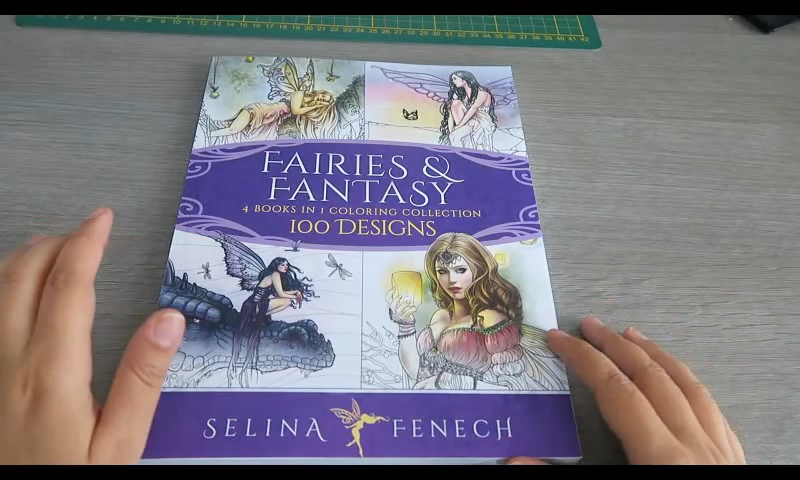 FAIRIES &
FANTASY
4 BOOKS IN 1 COLORING COLLECTION
100 DESIGNS
SELINA FENECH